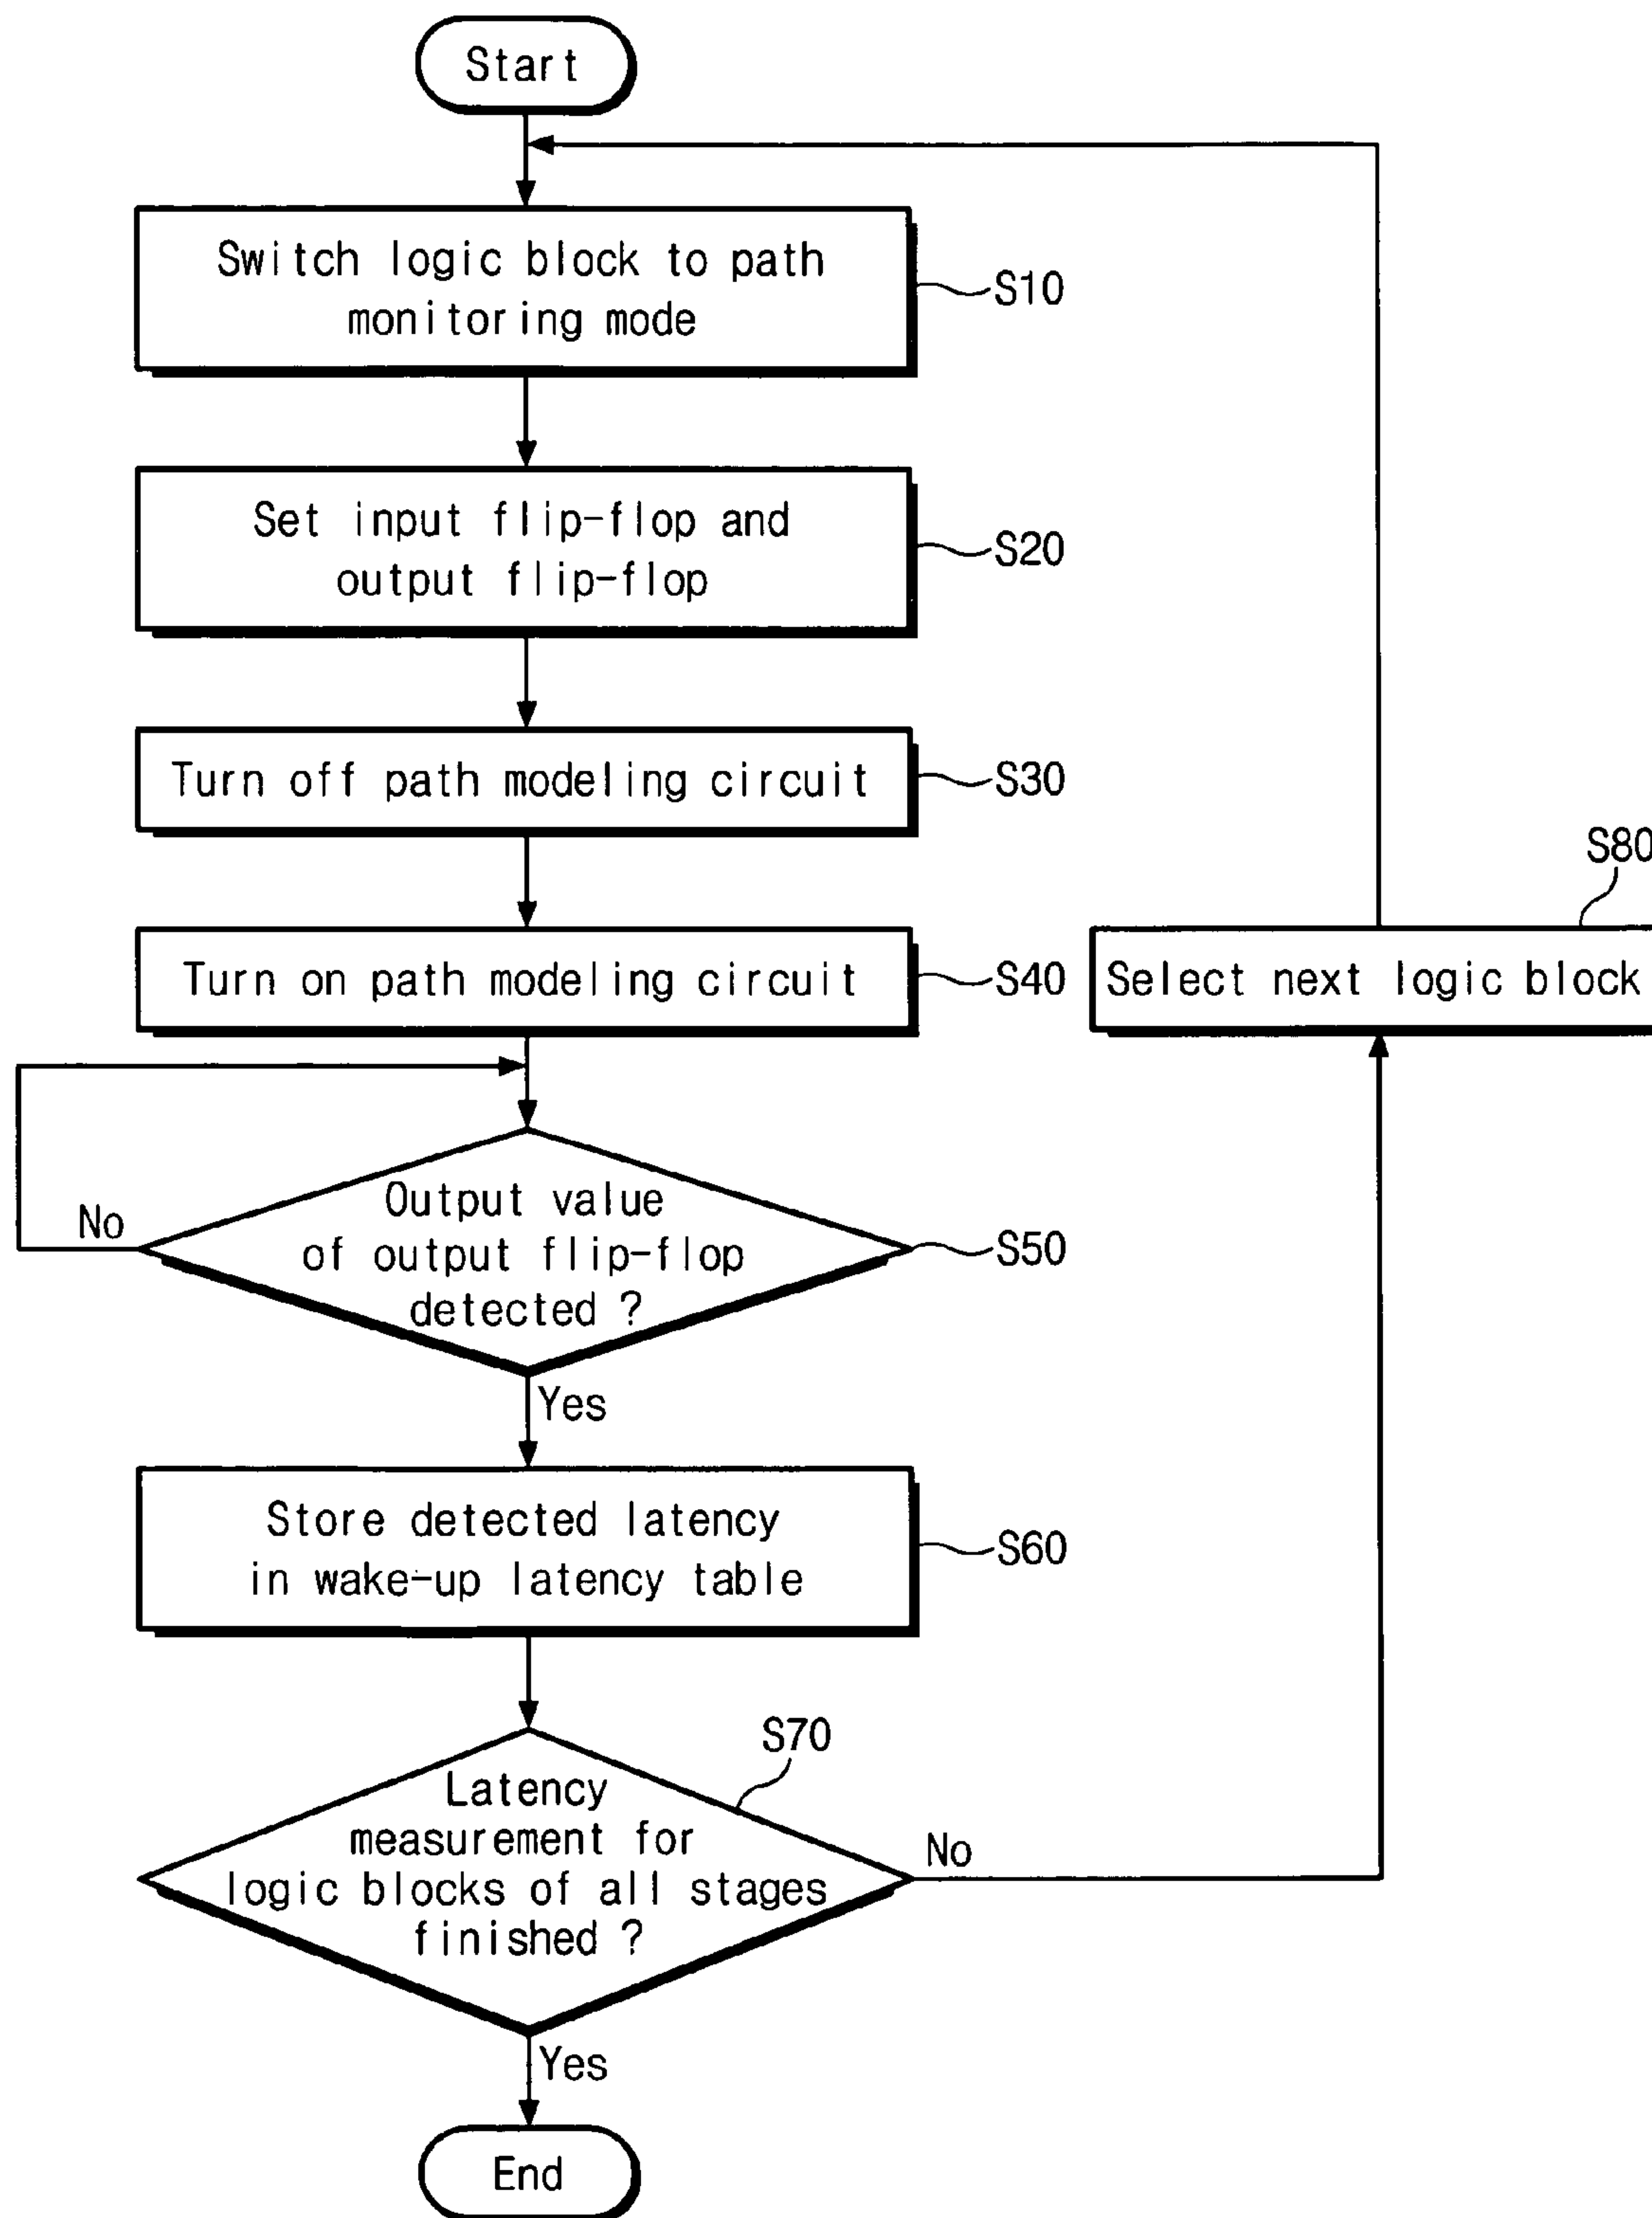 Start
Switch logic block to path
monitoring mode
S10
Set input flip-flop and
output flip-flop
S20
Turn off path modeling circuit
S30
S80
Turn on path modeling circuit
S40
Select next logic block
Output value
of output flip-flop
detected ?
No
S50
Yes
Store detected latency
in wake-up latency table
S60
S70
Latency
measurement for
logic blocks of all stages
finished ?
No
Yes
End